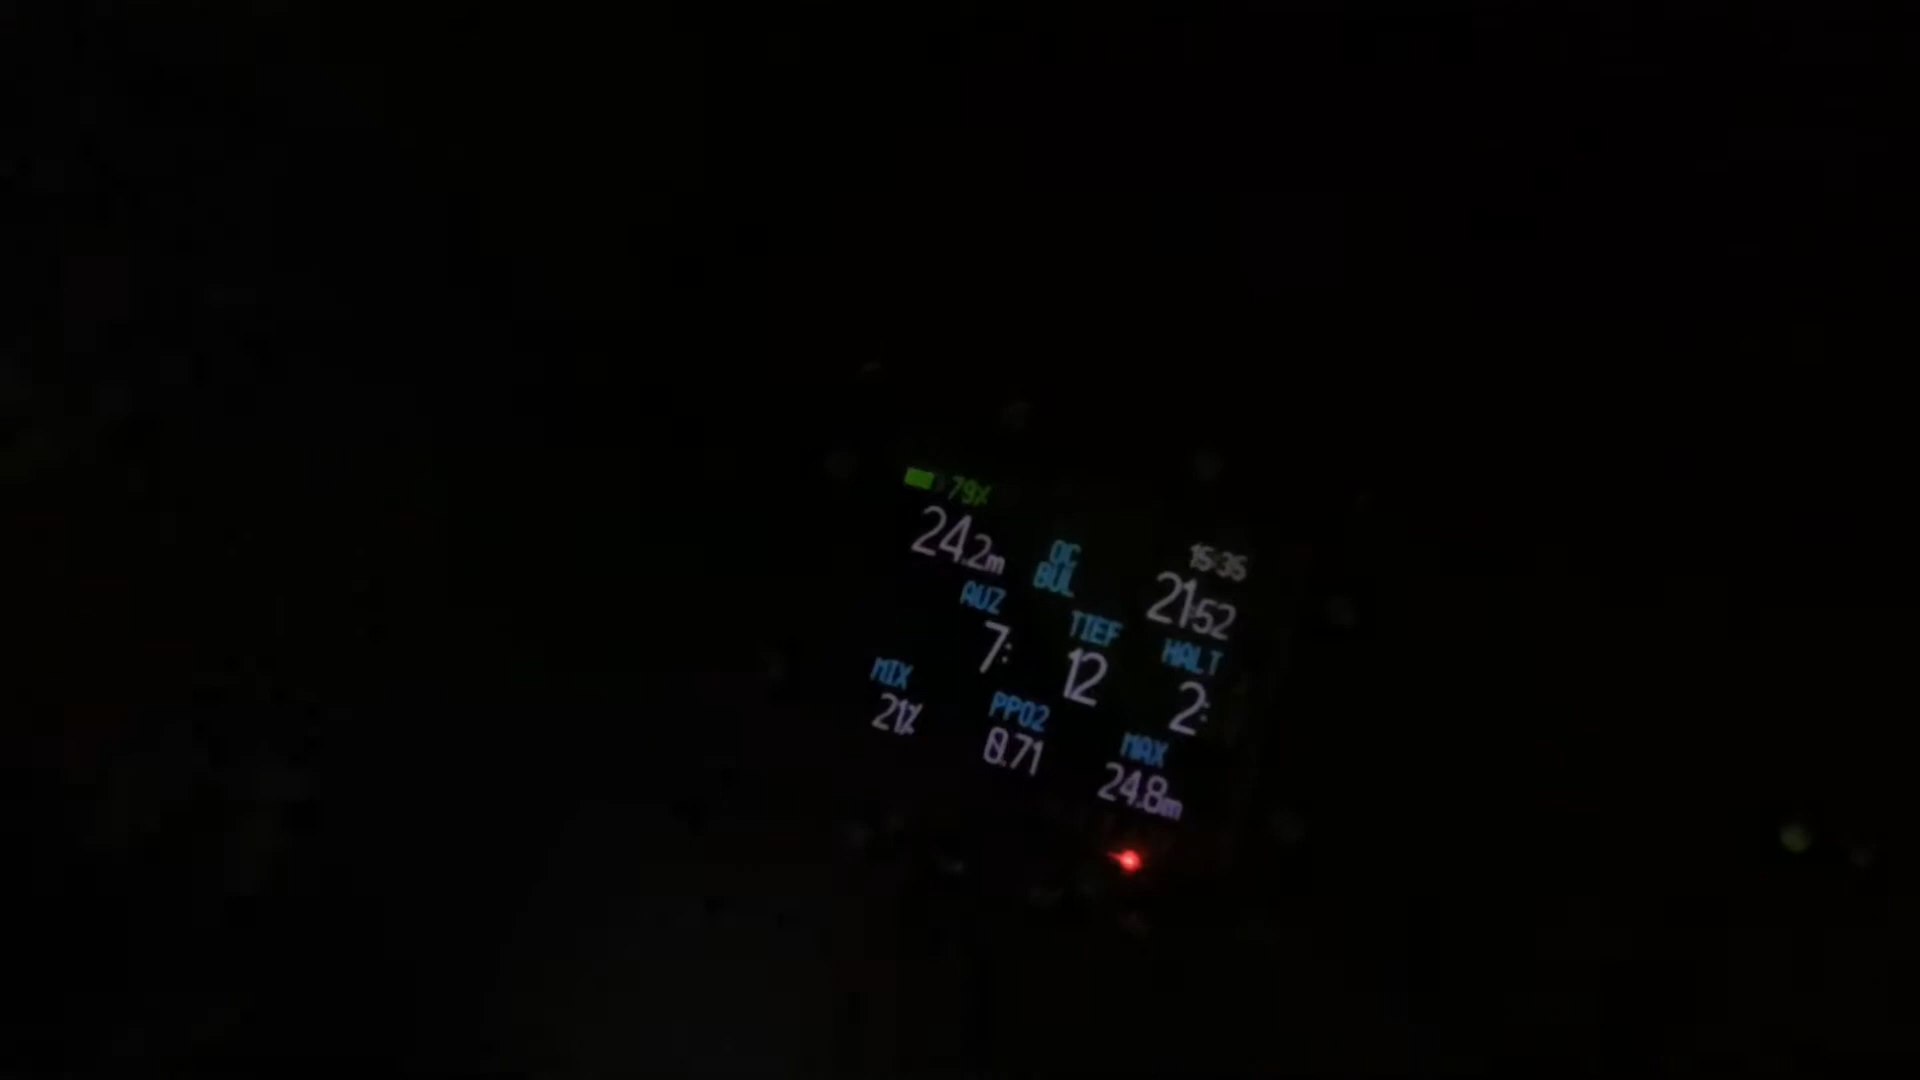 79%
15:35
24.2m OC BUL 21:52
AUZ TIEF HALT
7: 12 2:
MIX PPO2 MAX
21% 0.71 24.8m